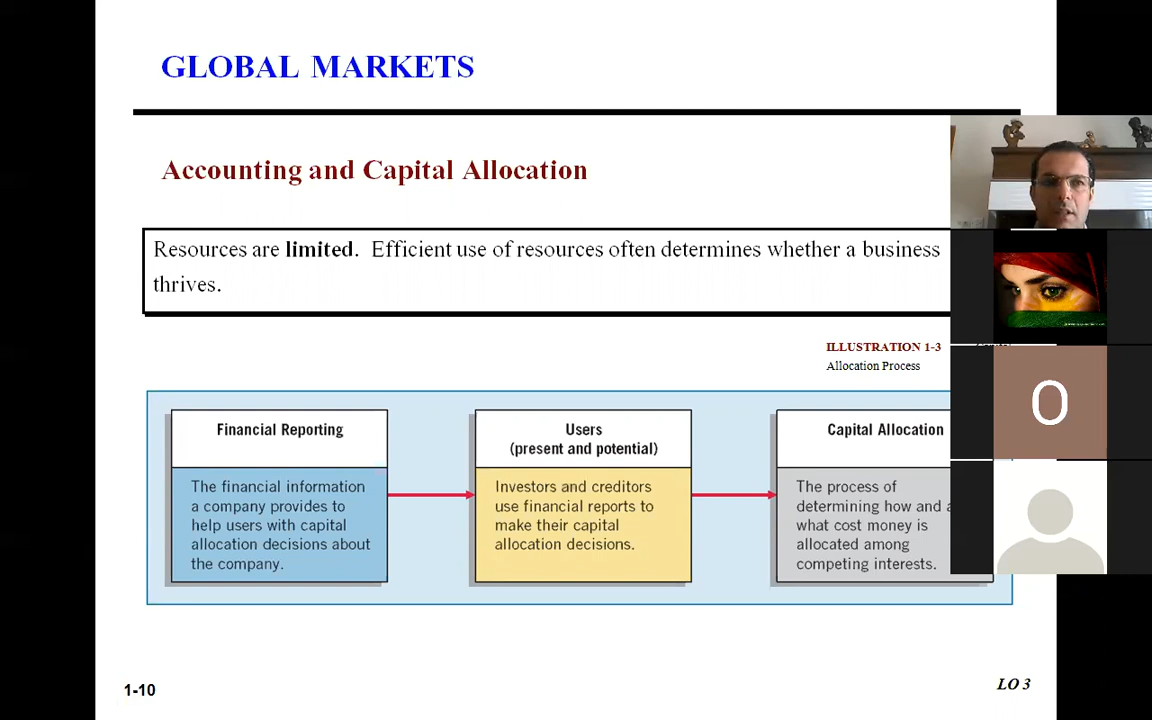 GLOBAL MARKETS
Accounting and Capital Allocation
Resources are limited. Efficient use of resources often determines whether a business
thrives.
ILLUSTRATION 1-3
Allocation Process
Financial Reporting
The financial information
a company provides to
help users with capital
allocation decisions about
the company.
Users
(present and potential)
Investors and creditors
use financial reports to
make their capital
allocation decisions.
Capital Allocation
The process of
determining how and
what cost money is
allocated among
competing interests.
O
1-10
LO 3